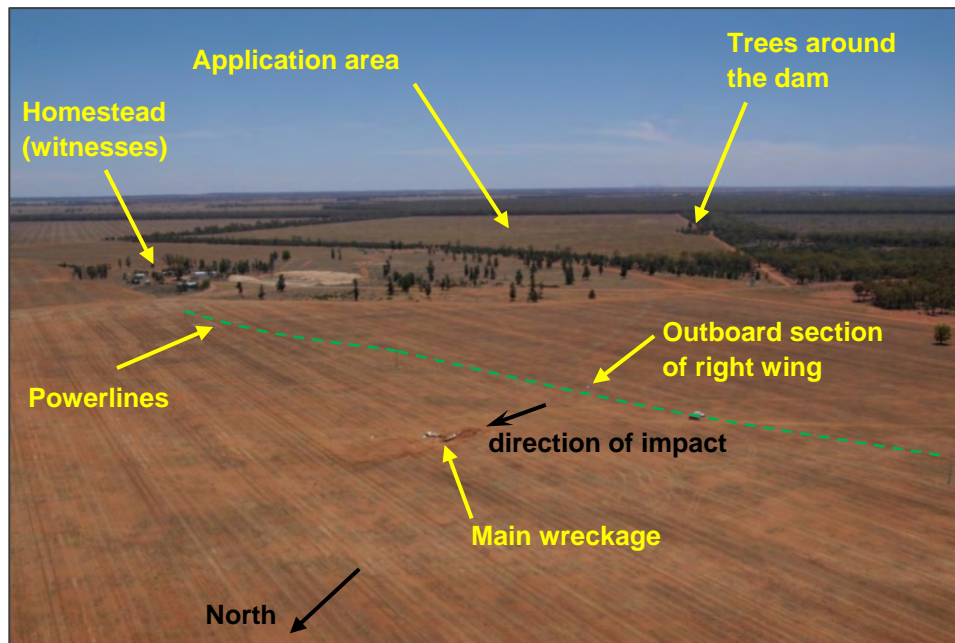 Application area
Trees around
the dam
Homestead
(witnesses)
Outboard section
of right wing
Powerlines
direction of impact
Main wreckage
North